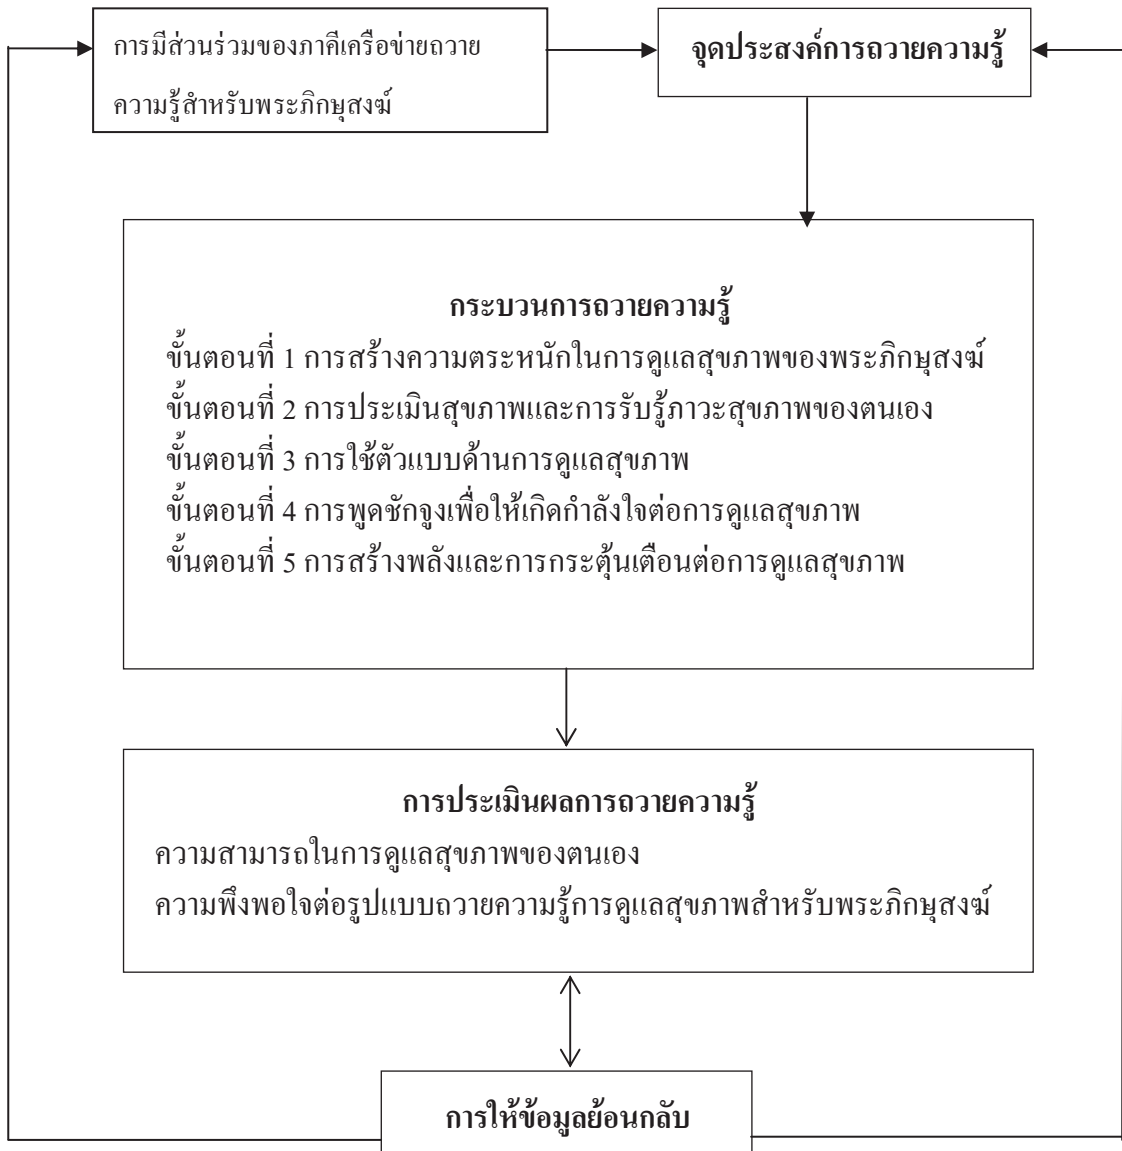 การมีส่วนร่วมของภาคีเครือข่ายถวาย
ความรู้สำหรับพระภิกษุสงฆ์
จุดประสงค์การถวายความรู้
กระบวนการถวายความรู้
ขั้นตอนที่ 1 การสร้างความตระหนักในการดูแลสุขภาพของพระภิกษุสงฆ์
ขั้นตอนที่ 2 การประเมินสุขภาพและการรับรู้ภาวะสุขภาพของตนเอง
ขั้นตอนที่ 3 การใช้ตัวแบบด้านการดูแลสุขภาพ
ขั้นตอนที่ 4 การพูดชักจูงเพื่อให้เกิดกำลังใจต่อการดูแลสุขภาพ
ขั้นตอนที่ 5 การสร้างพลังและการกระตุ้นเตือนต่อการดูแลสุขภาพ
การประเมินผลการถวายความรู้
ความสามารถในการดูแลสุขภาพของตนเอง
ความพึงพอใจต่อรูปแบบถวายความรู้การดูแลสุขภาพสำหรับพระภิกษุสงฆ์
การให้ข้อมูลย้อนกลับ